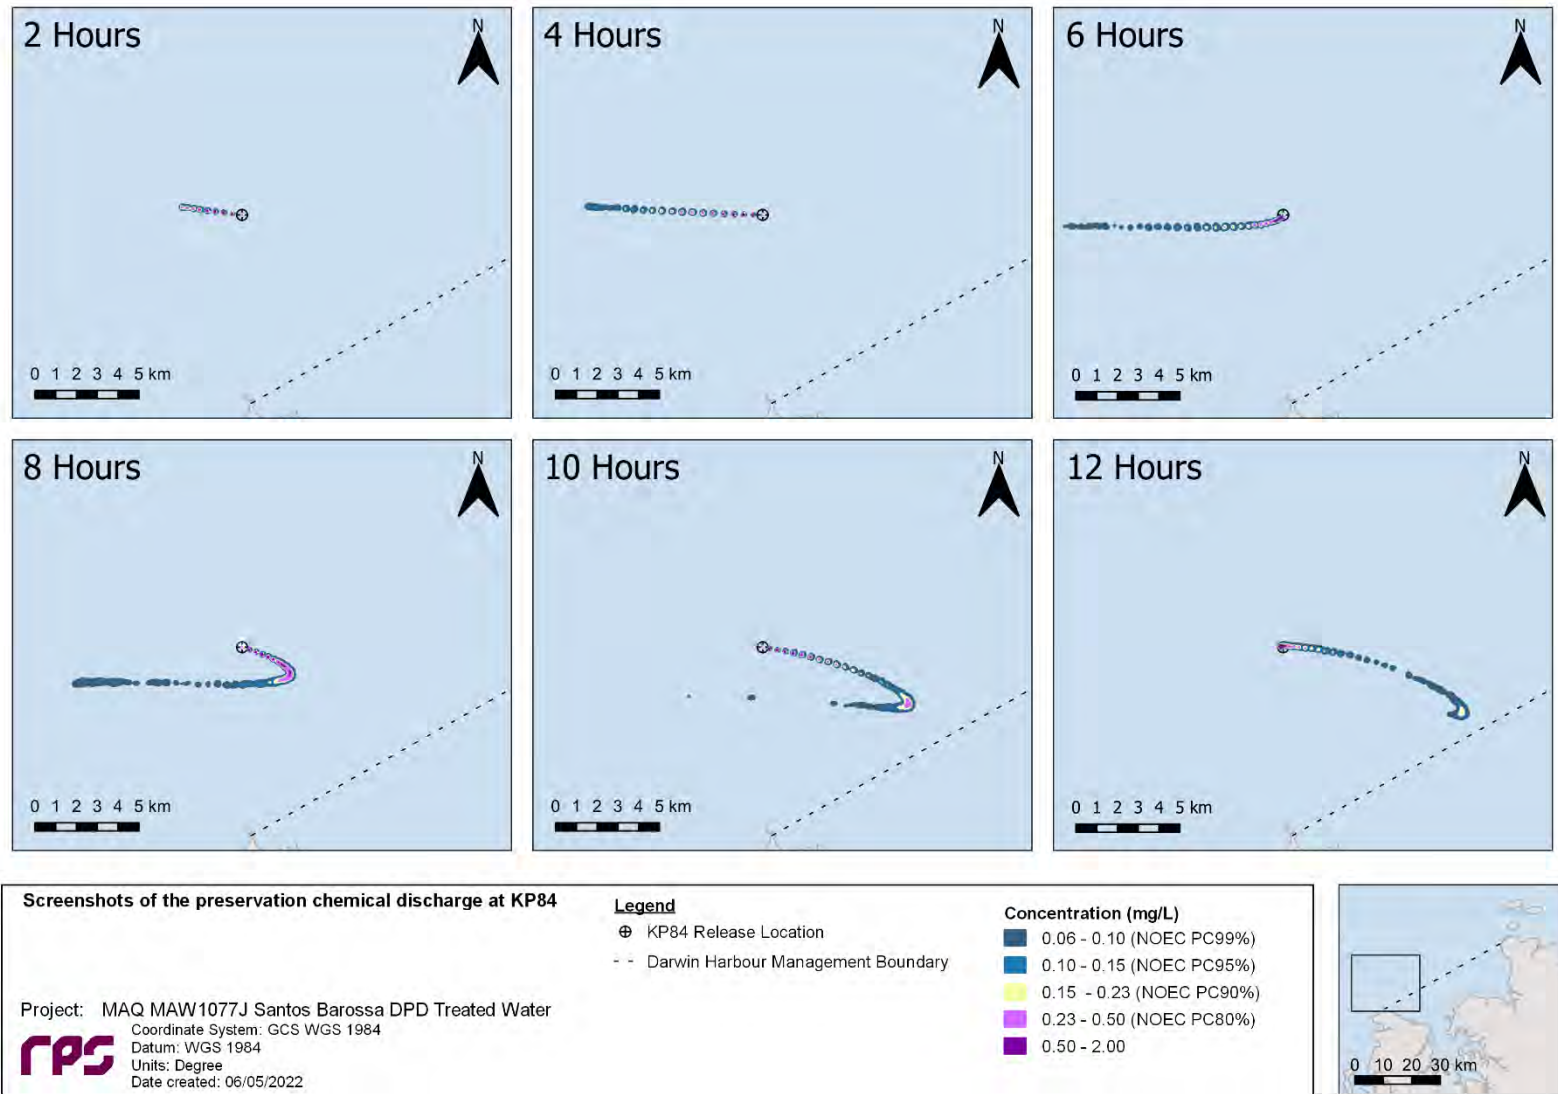 2 Hours
N
0 1 2 3 4 5 km
4 Hours
N
0 1 2 3 4 5 km
6 Hours
N
0 1 2 3 4 5 km
8 Hours
N
0 1 2 3 4 5 km
10 Hours
N
0 1 2 3 4 5 km
12 Hours
N
0 1 2 3 4 5 km
Screenshots of the preservation chemical discharge at KP84
Project: MAQ MAW1077J Santos Barossa DPD Treated Water
rps
Coordinate System: GCS WGS 1984
Datum: WGS 1984
Units: Degree
Date created: 06/05/2022
Legend
KP84 Release Location
Darwin Harbour Management Boundary
Concentration (mg/L)
0.06 - 0.10 (NOEC PC99%)
0.10 - 0.15 (NOEC PC95%)
0.15 - 0.23 (NOEC PC90%)
0.23 - 0.50 (NOEC PC80%)
0.50 - 2.00
0 10 20 30 km